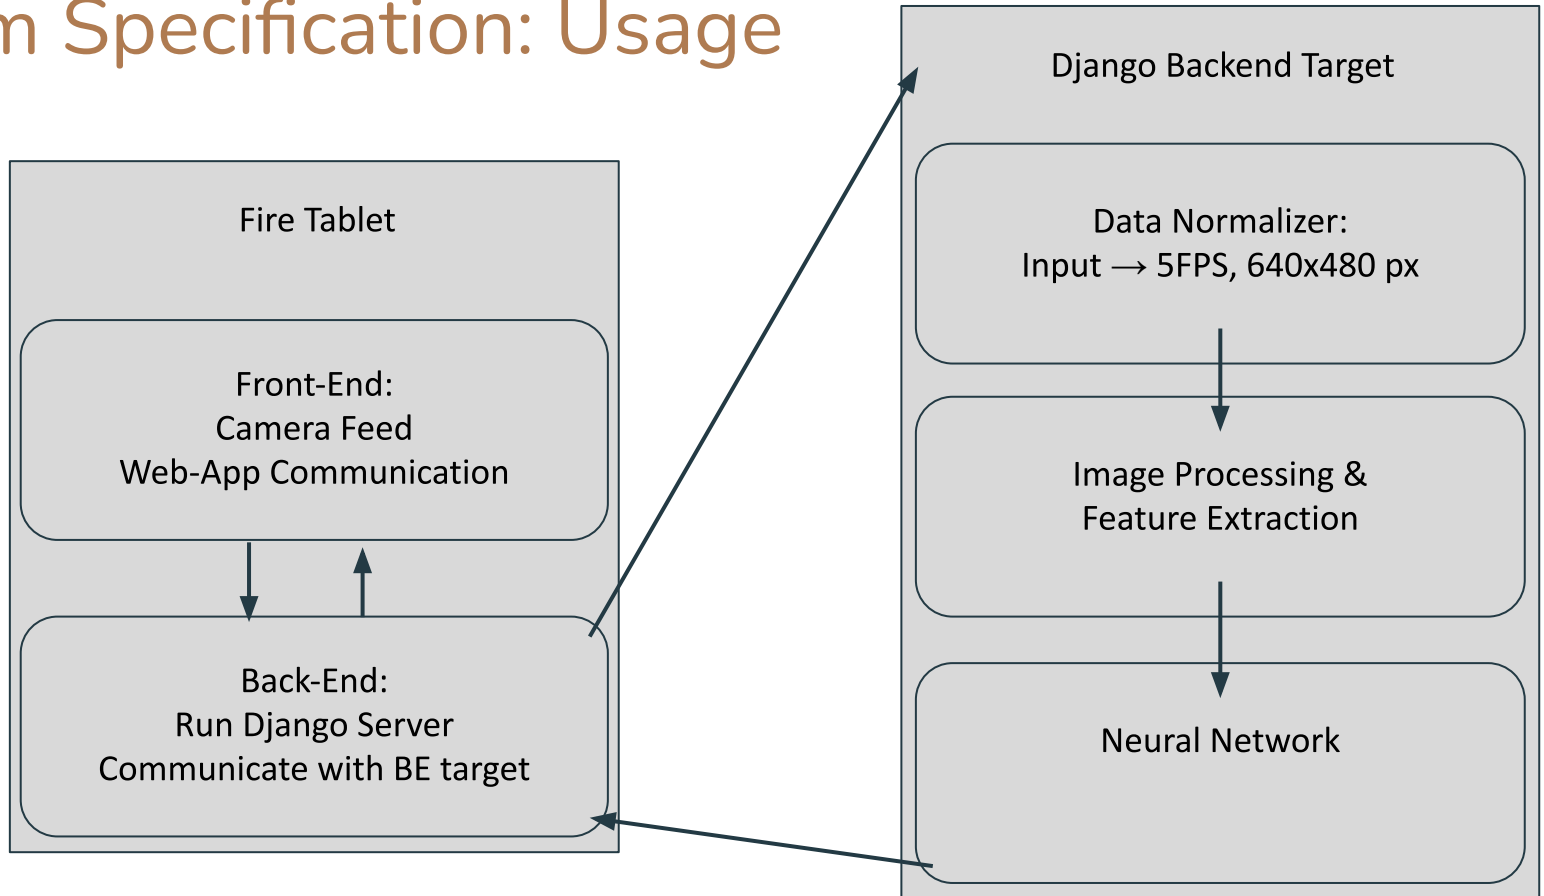 m Specification: Usage
Fire Tablet
Front-End:
Camera Feed
Web-App Communication
Back-End:
Run Django Server
Communicate with BE target
Django Backend Target
Data Normalizer:
Input → 5FPS, 640x480 px
Image Processing &
Feature Extraction
Neural Network